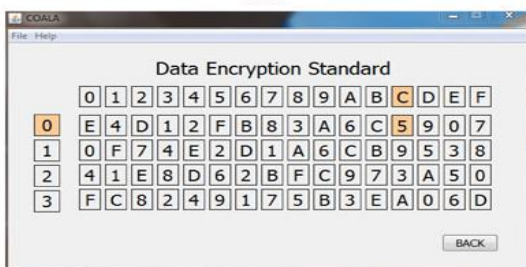 COALA
File Help
Data Encryption Standard
0 1 2 3 4 5 6 7 8 9 A B C D E F
0 E 4 D 1 2 F B 8 3 A 6 C 5 9 0 7
1 0 F 7 4 E 2 D 1 A 6 C B 9 5 3 8
2 4 1 E 8 D 6 2 B F C 9 7 3 A 5 0
3 F C 8 2 4 9 1 7 5 B 3 E A 0 6 D
BACK